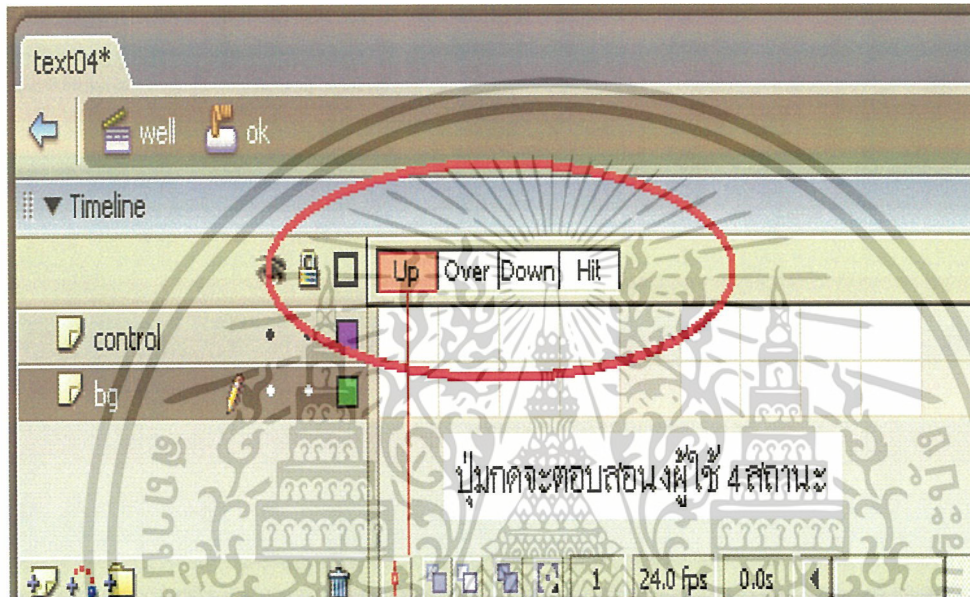 text04*
well ok
Timeline
Up Over Down Hit
control
bg
ปุ่มกดจะตอบสอนงผู้ใช้ 4 สถานะ
1 24.0 fps 0.0s